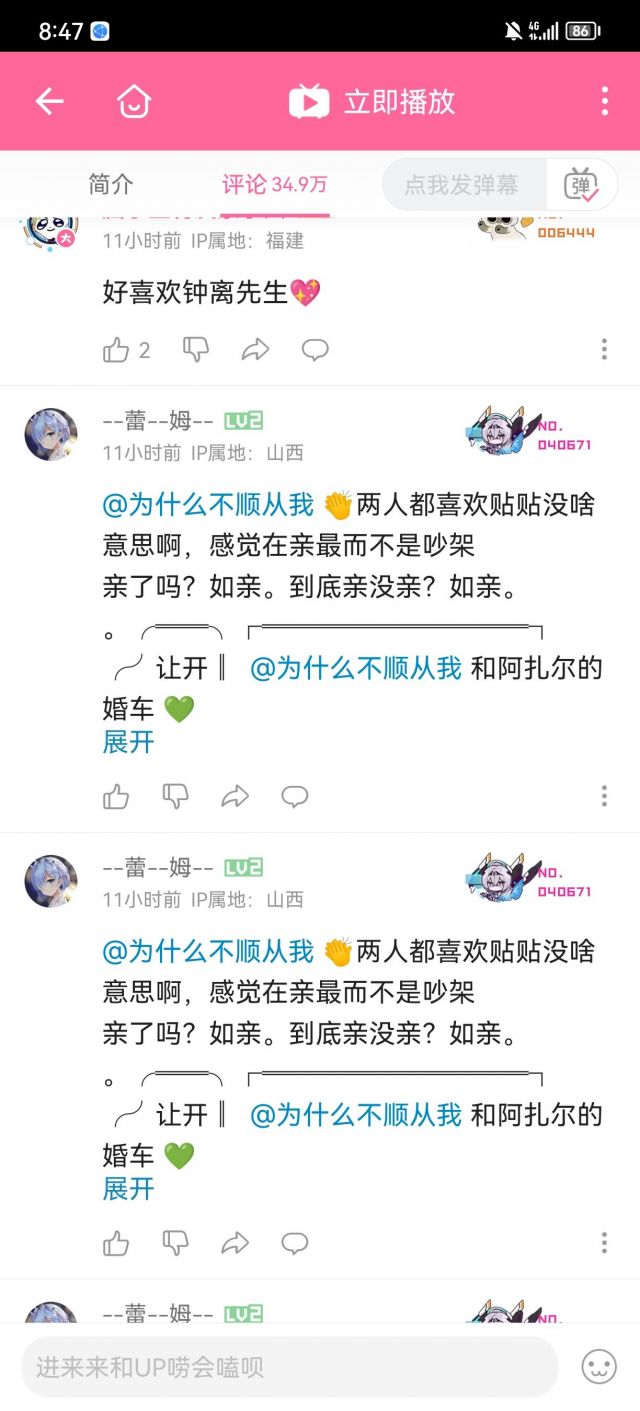 8:47
4G
86
立即播放
简介
评论 34.9万
点我发弹幕
弹
11小时前 IP属地：福建
006444
好喜欢钟离先生💖
2
--蕾--姆-- LV2
NO.
11小时前 IP属地：山西
040671
@为什么不顺从我 👏两人都喜欢贴贴没啥
意思啊，感觉在亲最而不是吵架
亲了吗？如亲。到底亲没亲？如亲。
。╭══╮ ┌═══════════┐
╭╯让开║ @为什么不顺从我 和阿扎尔的
婚车 💚
展开
--蕾--姆-- LV2
NO.
11小时前 IP属地：山西
040671
@为什么不顺从我 👏两人都喜欢贴贴没啥
意思啊，感觉在亲最而不是吵架
亲了吗？如亲。到底亲没亲？如亲。
。╭══╮ ┌═══════════┐
╭╯让开║ @为什么不顺从我 和阿扎尔的
婚车 💚
展开
--蕾--姆-- LV2
NO.
进来来和UP唠会嗑呗